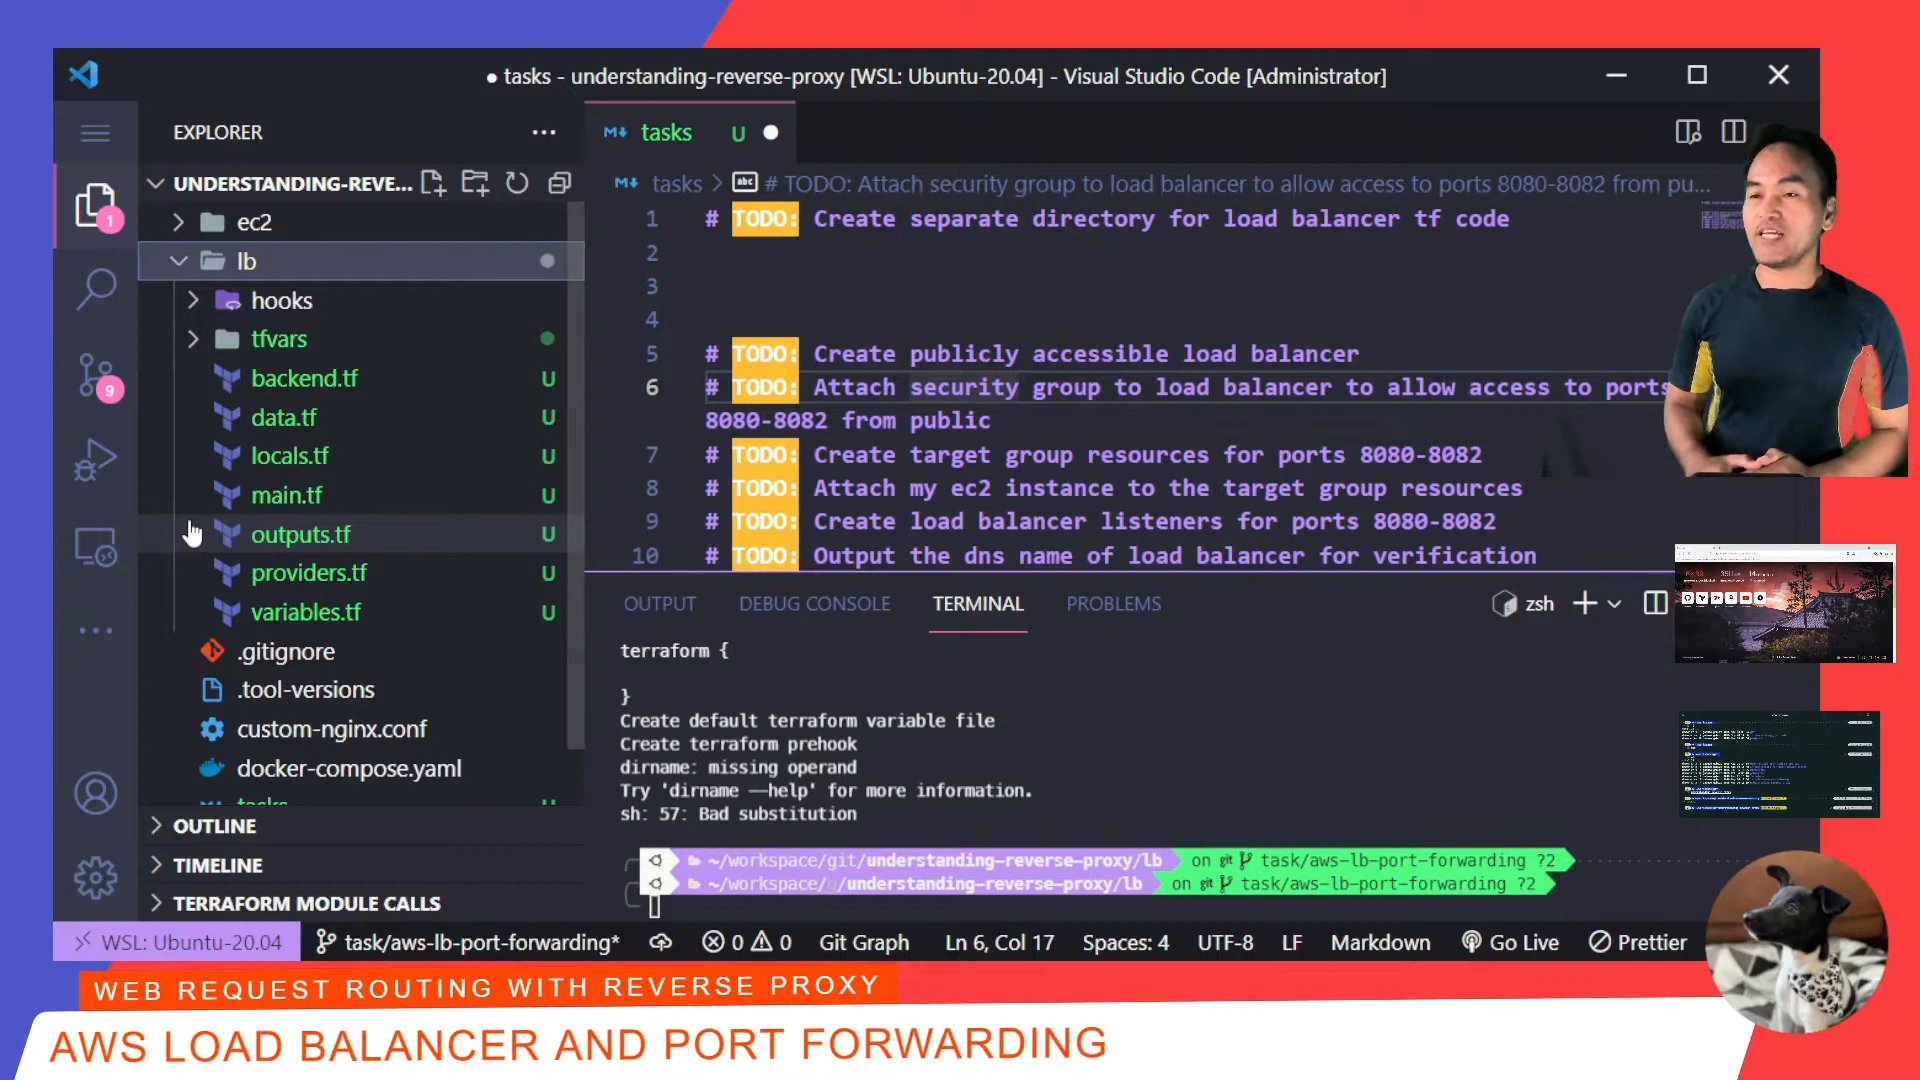 ● tasks - understanding-reverse-proxy [WSL: Ubuntu-20.04] - Visual Studio Code [Administrator]
EXPLORER
tasks U
UNDERSTANDING-REVE...
tasks > # TODO: Attach security group to load balancer to allow access to ports 8080-8082 from pu...
ec2
lb
hooks
tfvars
backend.tf U
data.tf U
locals.tf U
main.tf U
outputs.tf U
providers.tf U
variables.tf U
.gitignore
.tool-versions
custom-nginx.conf
docker-compose.yaml
OUTLINE
TIMELINE
TERRAFORM MODULE CALLS
1
9
1 # TODO: Create separate directory for load balancer tf code
2
3
4
5 # TODO: Create publicly accessible load balancer
6 # TODO: Attach security group to load balancer to allow access to ports
8080-8082 from public
7 # TODO: Create target group resources for ports 8080-8082
8 # TODO: Attach my ec2 instance to the target group resources
9 # TODO: Create load balancer listeners for ports 8080-8082
10 # TODO: Output the dns name of load balancer for verification
OUTPUT DEBUG CONSOLE TERMINAL PROBLEMS zsh
terraform {
}
Create default terraform variable file
Create terraform prehook
dirname: missing operand
Try 'dirname --help' for more information.
sh: 57: Bad substitution
~/workspace/git/understanding-reverse-proxy/lb on git task/aws-lb-port-forwarding ?2
~/workspace/g/understanding-reverse-proxy/lb on git task/aws-lb-port-forwarding ?2
WSL: Ubuntu-20.04 task/aws-lb-port-forwarding* 0 0 Git Graph Ln 6, Col 17 Spaces: 4 UTF-8 LF Markdown Go Live Prettier
WEB REQUEST ROUTING WITH REVERSE PROXY
AWS LOAD BALANCER AND PORT FORWARDING